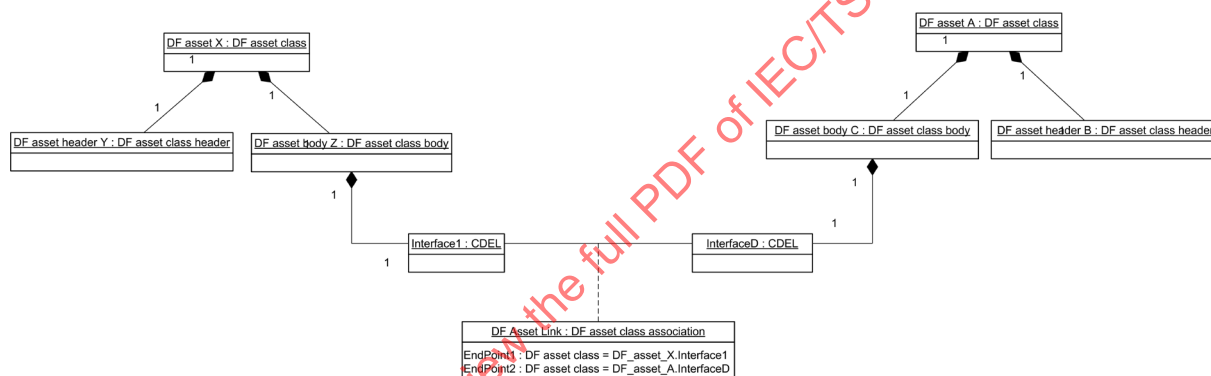 DF asset X : DF asset class
1
1
1
DF asset header Y : DF asset class header
DF asset body Z : DF asset class body
1
1
1
Interface1 : CDEL
DF asset A : DF asset class
1
1
1
DF asset body C : DF asset class body
DF asset header B : DF asset class header
1
1
InterfaceD : CDEL
DF Asset Link : DF asset class association
EndPoint1 : DF asset class = DF_asset_X.Interface1
EndPoint2 : DF asset class = DF_asset_A.InterfaceD
ew the full PDF of IEC/TS